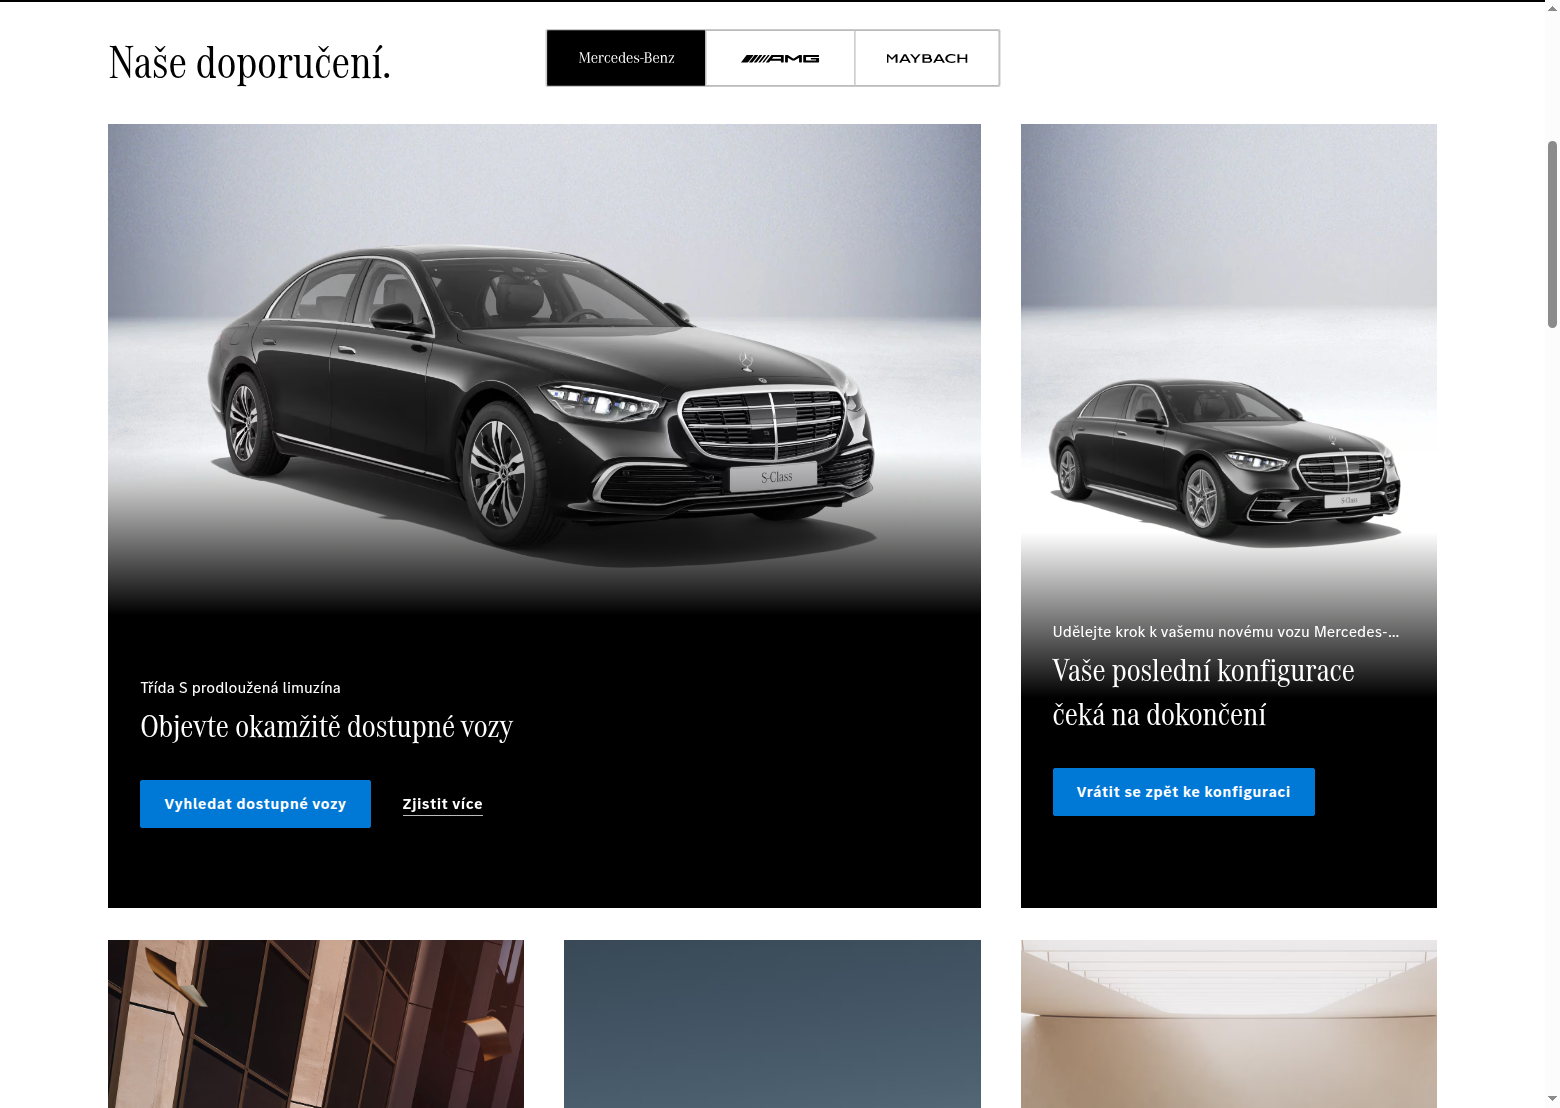 Naše doporučení.
Mercedes-Benz
AMG
MAYBACH
S-Class
Třída S prodloužená limuzína
Objevte okamžitě dostupné vozy
Vyhledat dostupné vozy
Zjistit více
S-Class
Udělejte krok k vašemu novému vozu Mercedes-...
Vaše poslední konfigurace
čeká na dokončení
Vrátit se zpět ke konfiguraci